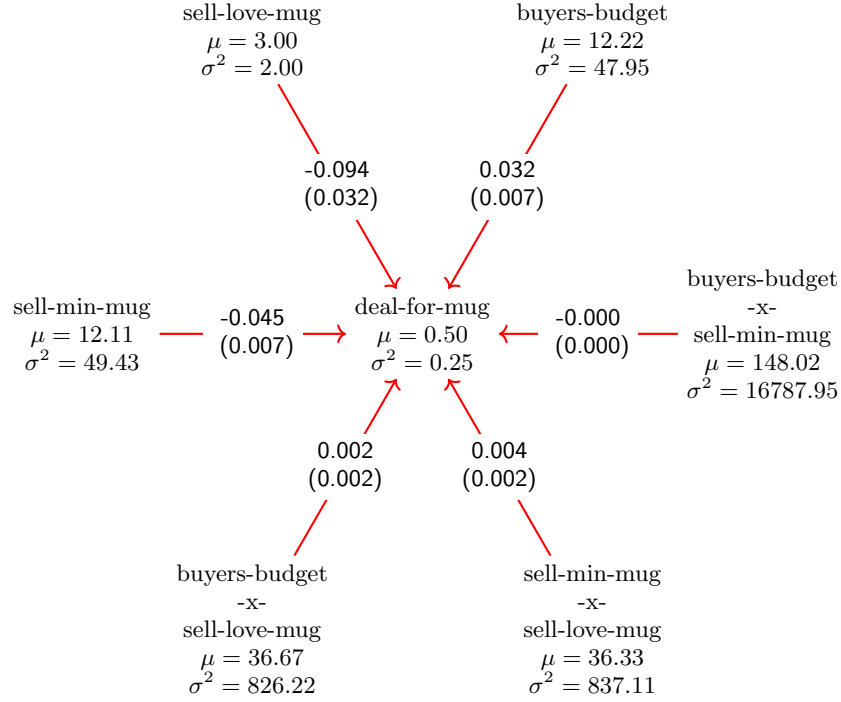 sell-love-mug
μ = 3.00
σ² = 2.00
buyers-budget
μ = 12.22
σ² = 47.95
-0.094
(0.032)
0.032
(0.007)
sell-min-mug
μ = 12.11
σ² = 49.43
-0.045
(0.007)
deal-for-mug
μ = 0.50
σ² = 0.25
-0.000
(0.000)
buyers-budget
-x-
sell-min-mug
μ = 148.02
σ² = 16787.95
0.002
(0.002)
0.004
(0.002)
buyers-budget
-x-
sell-love-mug
μ = 36.67
σ² = 826.22
sell-min-mug
-x-
sell-love-mug
μ = 36.33
σ² = 837.11